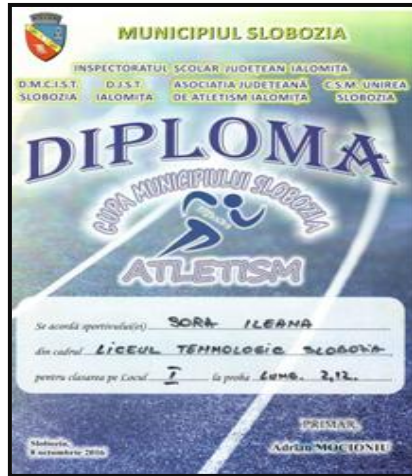 MUNICIPIUL SLOBOZIA
INSPECTORATUL ȘCOLAR JUDEȚEAN IALOMIȚA
D.M.C.I.S.T. D.J.S.T. ASOCIAȚIA JUDEȚEANĂ C.S.M. UNIREA
SLOBOZIA IALOMIȚA DE ATLETISM IALOMIȚA SLOBOZIA
DIPLOMA
CUPA MUNICIPIULUI SLOBOZIA
ATLETISM
Se acordă sportivului(ei) SORA ILEANA
din cadrul LICEUL TEHNOLOGIC SLOBOZIA
pentru clasarea pe Locul I la proba LUNG. 2,12.
PRIMAR,
Slobozia,
8 octombrie 2016 Adrian MOCIONIU